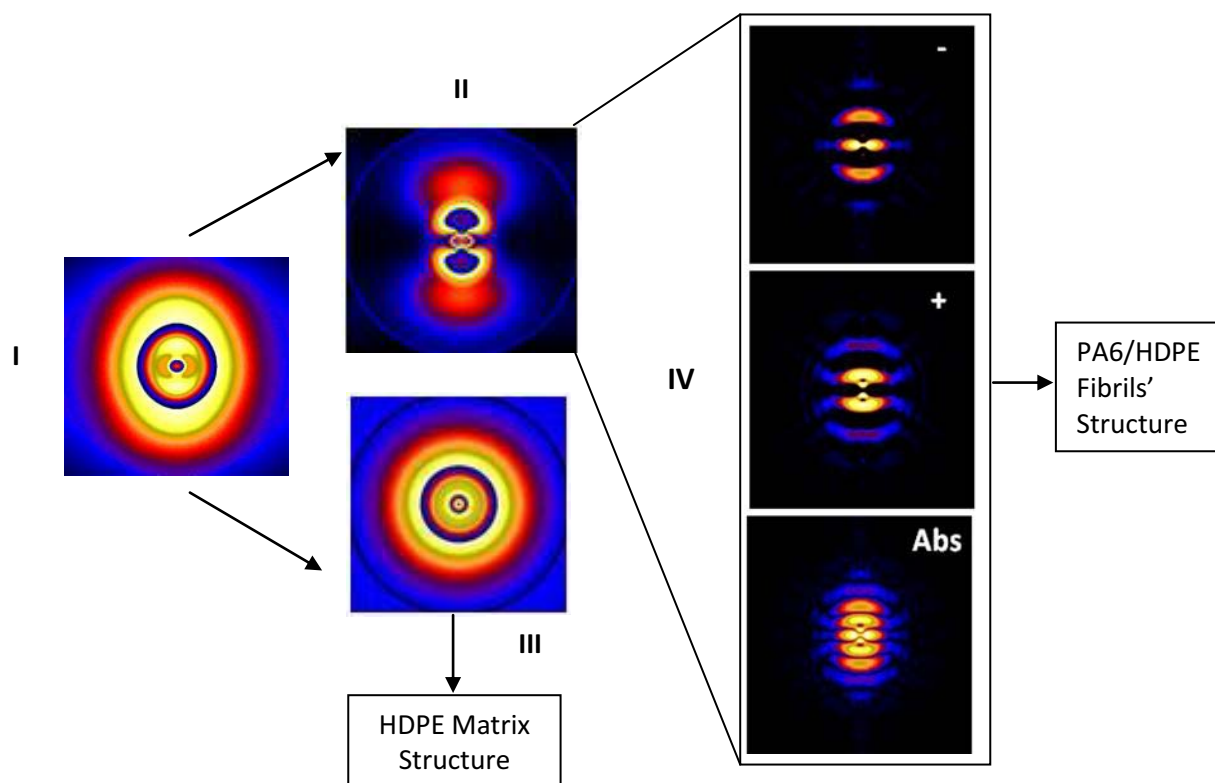 II
-
I
+
IV
PA6/HDPE
Fibrils'
Structure
Abs
III
HDPE Matrix
Structure